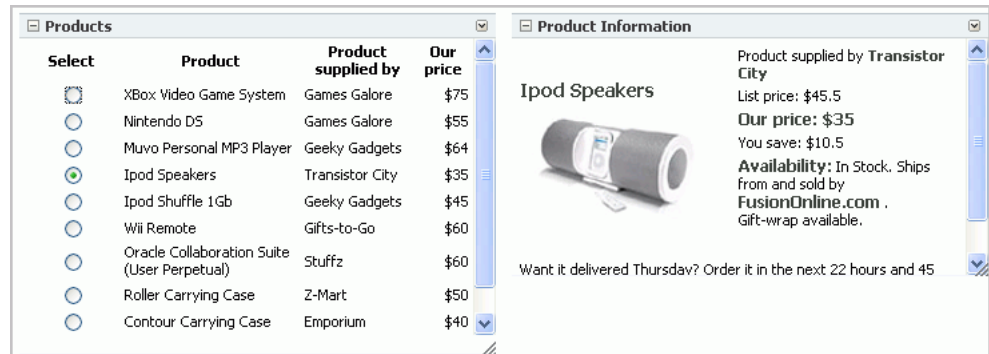 Products
Select Product Product supplied by Our price
XBox Video Game System Games Galore $75
Nintendo DS Games Galore $55
Muvo Personal MP3 Player Geeky Gadgets $64
Ipod Speakers Transistor City $35
Ipod Shuffle 1Gb Geeky Gadgets $45
Wii Remote Gifts-to-Go $60
Oracle Collaboration Suite
(User Perpetual) Stuffz $60
Roller Carrying Case Z-Mart $50
Contour Carrying Case Emporium $40
Product Information
Ipod Speakers
Product supplied by Transistor
City
List price: $45.5
Our price: $35
You save: $10.5
Availability: In Stock. Ships
from and sold by
FusionOnline.com .
Gift-wrap available.
Want it delivered Thursday? Order it in the next 22 hours and 45